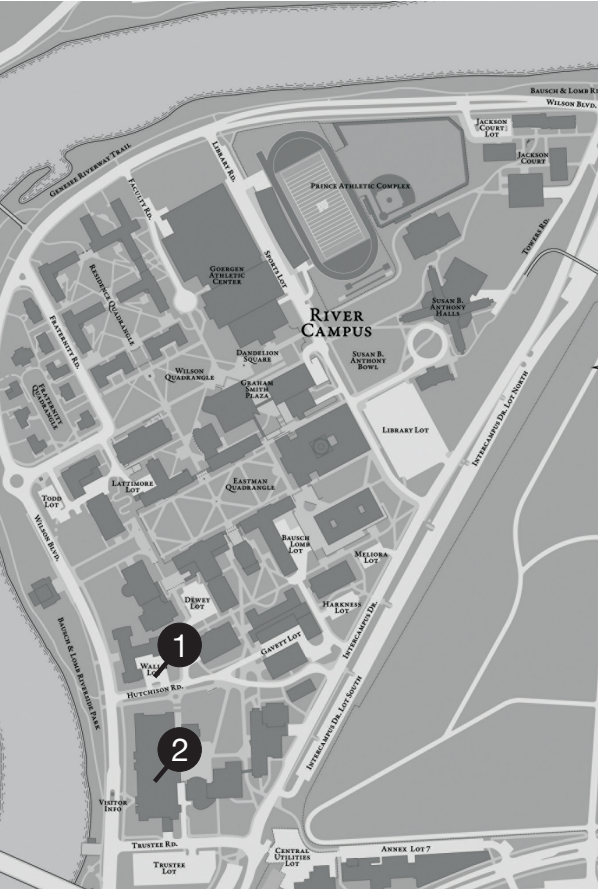 BAUSCH & LOMB RI
WILSON BLVD.
JACKSON
COURT
LOT
JACKSON
COURT
GENESEE RIVERWAY TRAIL
LIBRARY RD.
FACULTY RD.
PRINCE ATHLETIC COMPLEX
TOWERS RD.
RESIDENCE QUADRANGLE
GOERGEN
ATHLETIC
CENTER
SPORTS LOT
SUSAN B.
ANTHONY
HALLS
RIVER
CAMPUS
FRATERNITY RD.
DANDELION
SQUARE
SUSAN B.
ANTHONY
BOWL
WILSON
QUADRANGLE
GRAHAM
SMITH
PLAZA
FRATERNITY
QUADRANGLE
INTERCAMPUS DR. LOT NORTH
LIBRARY LOT
LATTIMORE
LOT
EASTMAN
QUADRANGLE
TODD
LOT
WILSON BLVD.
BAUSCH
LOMB
LOT
MELIORA
LOT
DEWEY
LOT
HARKNESS
LOT
INTERCAMPUS DR.
BAUSCH & LOMB RIVERSIDE PARK
1
GAVETT LOT
HUTCHISON RD.
INTERCAMPUS DR. LOT SOUTH
2
VISITOR
INFO
TRUSTEE RD.
TRUSTEE
LOT
CENTRAL
UTILITIES
LOT
ANNEX LOT 7